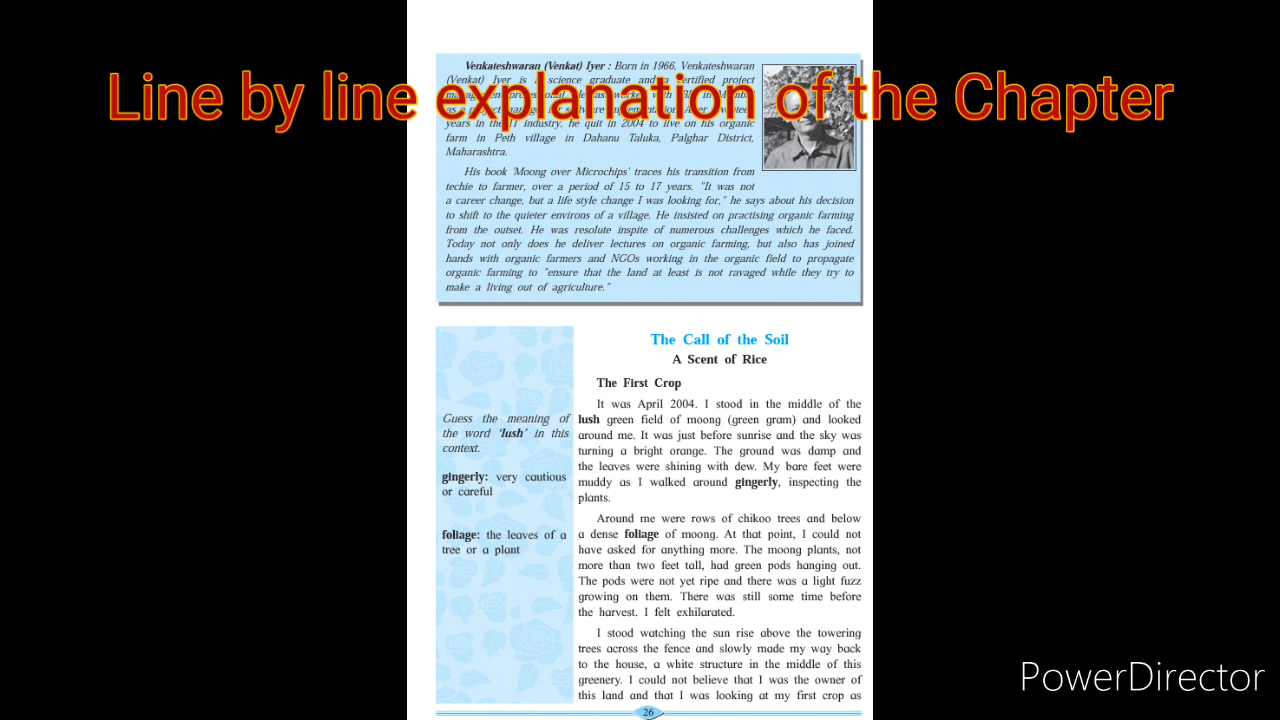 Line by line explanation of the Chapter
Venkateshwaran (Venkat) Iyer : Born in 1966, Venkateshwaran
(Venkat) Iyer is a science graduate and a certified project
years in the IT industry, he quit in 2004 to live on his organic
farm in Peth village in Dahanu Taluka, Palghar District,
Maharashtra.
His book 'Moong over Microchips' traces his transition from
techie to farmer, over a period of 15 to 17 years. "It was not
a career change, but a life style change I was looking for," he says about his decision
to shift to the quieter environs of a village. He insisted on practising organic farming
from the outset. He was resolute inspite of numerous challenges which he faced.
Today not only does he deliver lectures on organic farming, but also has joined
hands with organic farmers and NGOs working in the organic field to propagate
organic farming to "ensure that the land at least is not ravaged while they try to
make a living out of agriculture."
The Call of the Soil
A Scent of Rice
The First Crop
It was April 2004. I stood in the middle of the
lush green field of moong (green gram) and looked
around me. It was just before sunrise and the sky was
turning a bright orange. The ground was damp and
the leaves were shining with dew. My bare feet were
muddy as I walked around gingerly, inspecting the
plants.
Around me were rows of chikoo trees and below
a dense foliage of moong. At that point, I could not
have asked for anything more. The moong plants, not
more than two feet tall, had green pods hanging out.
The pods were not yet ripe and there was a light fuzz
growing on them. There was still some time before
the harvest. I felt exhilarated.
I stood watching the sun rise above the towering
trees across the fence and slowly made my way back
to the house, a white structure in the middle of this
greenery. I could not believe that I was the owner of
this land and that I was looking at my first crop as
Guess the meaning of
the word 'lush' in this
context.
gingerly: very cautious
or careful
foliage: the leaves of a
tree or a plant
26
PowerDirector